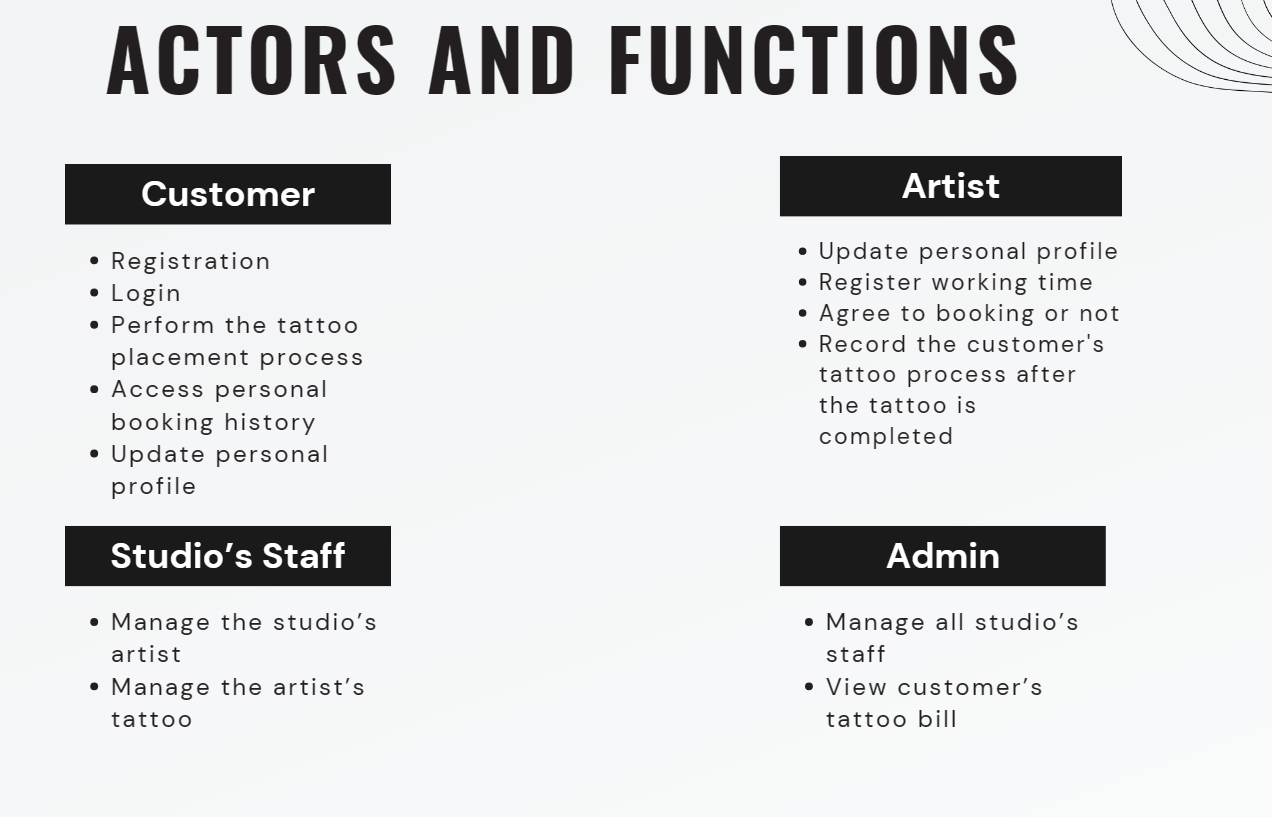 ACTORS AND FUNCTIONS
Customer
• Registration
• Login
• Perform the tattoo
placement process
• Access personal
booking history
• Update personal
profile
Artist
• Update personal profile
• Register working time
• Agree to booking or not
• Record the customer's
tattoo process after
the tattoo is
completed
Studio’s Staff
• Manage the studio’s
artist
• Manage the artist’s
tattoo
Admin
• Manage all studio’s
staff
• View customer’s
tattoo bill